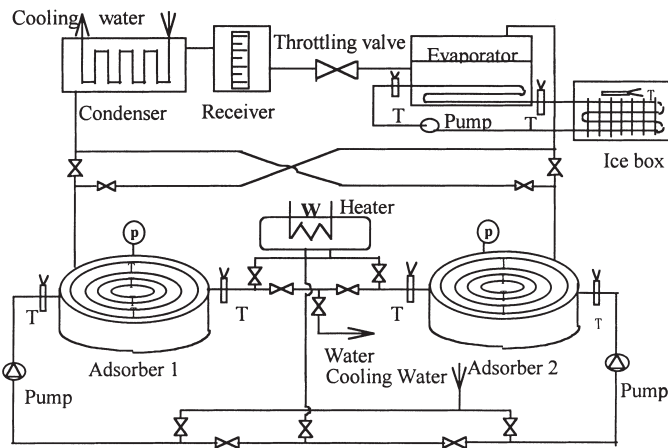 Cooling water
Throttling valve
Evaporator
Condenser
Receiver
T
Pump
T
T
Ice box
W
Heater
p
p
T
T
T
T
Water
Cooling Water
Adsorber 1
Adsorber 2
Pump
Pump